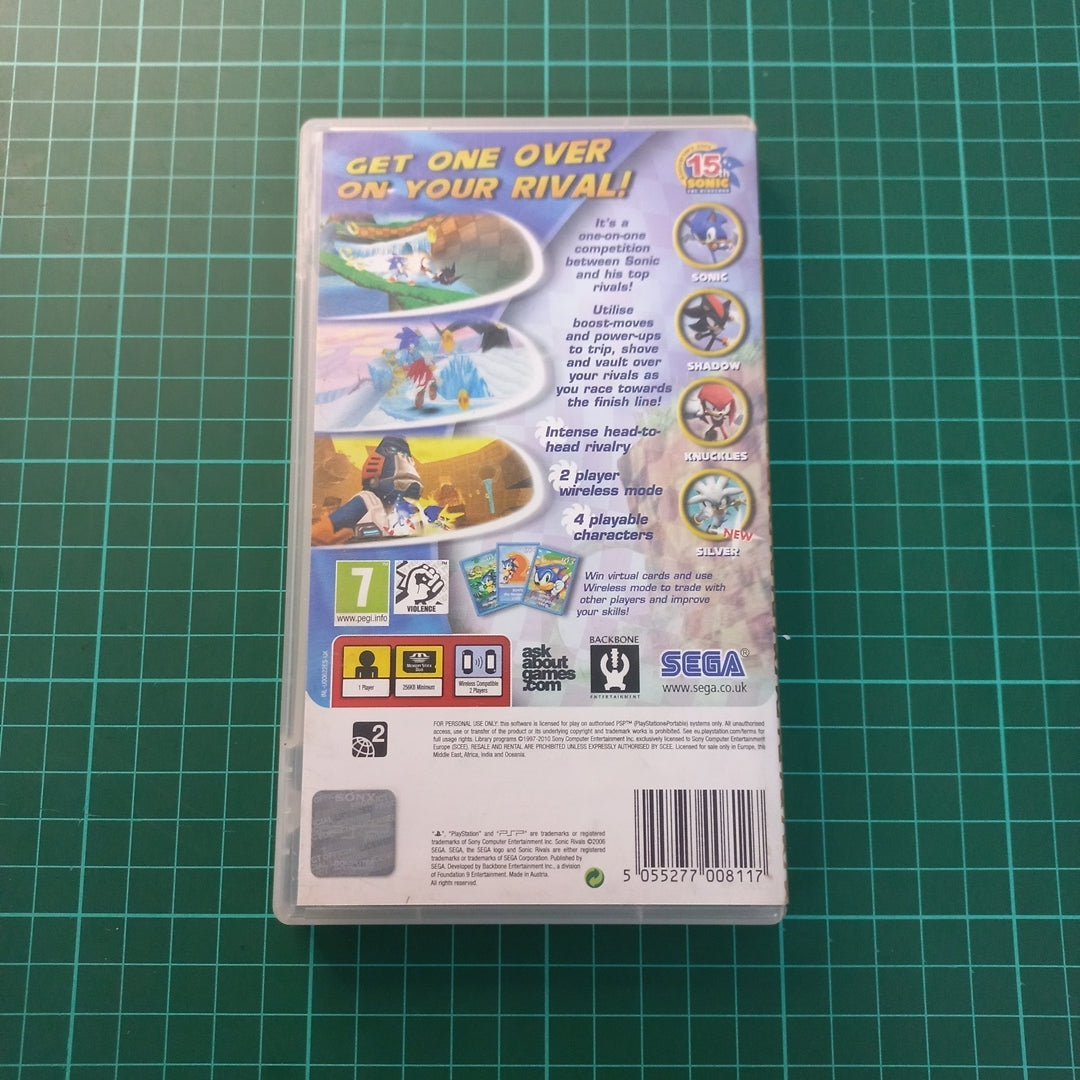 GET ONE OVER
ON YOUR RIVAL!
15th
SONIC
THE HEDGEHOG
It's a
one-on-one
competition
between Sonic
and his top
rivals!
Utilise
boost-moves
and power-ups
to trip, shove
and vault over
your rivals as
you race towards
the finish line!
Intense head-to-
head rivalry
2 player
wireless mode
4 playable
characters
SONIC
SHADOW
KNUCKLES
NEW
SILVER
Win virtual cards and use
Wireless mode to trade with
other players and improve
your skills!
7
www.pegi.info
VIOLENCE
1 Player
MEMORY STICK
DUO
256KB Minimum
Wireless Compatible
2 Players
ask
about
games
.com
BACKBONE
ENTERTAINMENT
SEGA®
www.sega.co.uk
2
FOR PERSONAL USE ONLY: this software is licensed for play on authorised PSP™ (PlayStation®Portable) systems only. All unauthorised
access, use or transfer of the product or its underlying copyright and trademark works is prohibited. See eu.playstation.com/terms for
full usage rights. Library programs ©1997-2010 Sony Computer Entertainment Inc. exclusively licensed to Sony Computer Entertainment
Europe (SCEE). RESALE AND RENTAL ARE PROHIBITED UNLESS EXPRESSLY AUTHORISED BY SCEE. Licensed for sale only in Europe, the
Middle East, Africa, India and Oceania.
SONY
"", "PlayStation" and "PSP" are trademarks or registered
trademarks of Sony Computer Entertainment Inc. Sonic Rivals ©2006
SEGA. SEGA, the SEGA logo and Sonic Rivals are either registered
trademarks or trademarks of SEGA Corporation. Published by
SEGA. Developed by Backbone Entertainment Inc., a division
of Foundation 9 Entertainment. Made in Austria.
All rights reserved.
5 055277 008117